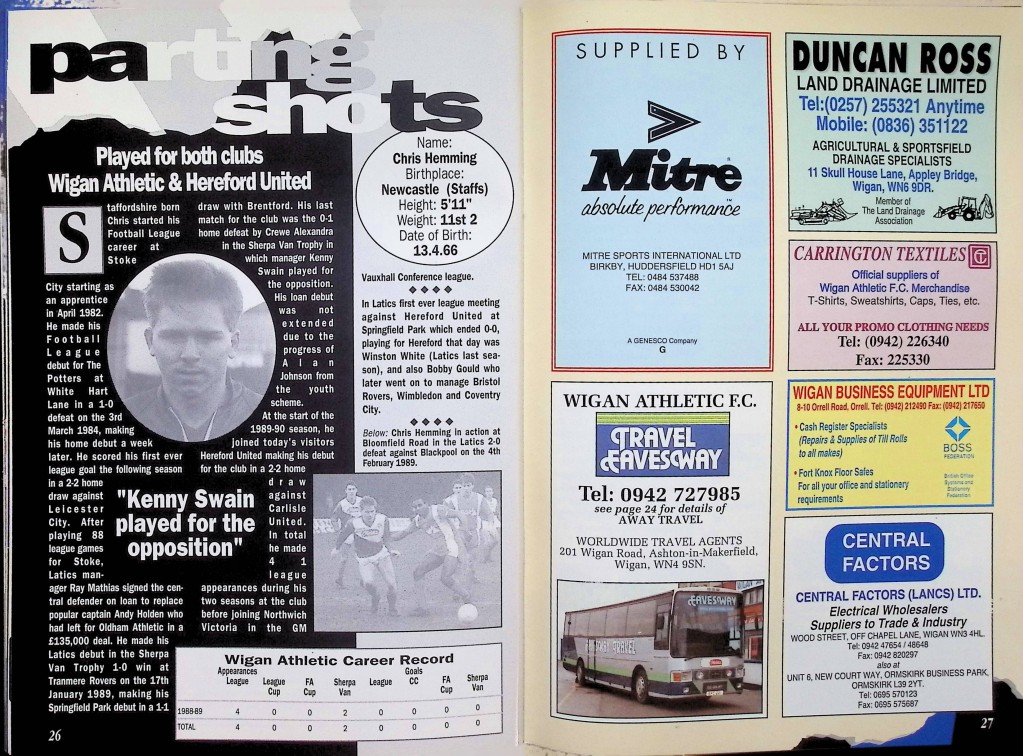 parting
shots
Played for both clubs
Wigan Athletic & Hereford United
Staffordshire born
Chris started his
Football League
career at
Stoke
City starting as
an apprentice
in April 1982.
He made his
Football
League
debut for The
Potters at
White Hart
Lane in a 1-0
defeat on the 3rd
March 1984, making
his home debut a week
later. He scored his first ever
league goal the following season
in a 2-2 home
draw against
Leicester
City. After
playing 88
league games
for Stoke,
Latics man-
ager Ray Mathias signed the cen-
tral defender on loan to replace
popular captain Andy Holden who
had left for Oldham Athletic in a
£135,000 deal. He made his
Latics debut in the Sherpa
Van Trophy 1-0 win at
Tranmere Rovers on the 17th
January 1989, making his
Springfield Park debut in a 1-1
draw with Brentford. His last
match for the club was the 0-1
home defeat by Crewe Alexandra
in the Sherpa Van Trophy in
which manager Kenny
Swain played for
the opposition.
His loan debut
was not
extended
due to the
progress of
Alan
Johnson from
the youth
scheme.
At the start of the
1989-90 season, he
joined today's visitors
Hereford United making his debut
for the club in a 2-2 home
draw
against
Carlisle
United.
In total
he made
41
league
appearances during his
two seasons at the club
before joining Northwich
Victoria in the GM
"Kenny Swain
played for the
opposition"
Name:
Chris Hemming
Birthplace:
Newcastle (Staffs)
Height: 5'11"
Weight: 11st 2
Date of Birth:
13.4.66
Vauxhall Conference league.
In Latics first ever league meeting
against Hereford United at
Springfield Park which ended 0-0,
playing for Hereford that day was
Winston White (Latics last sea-
son), and also Bobby Gould who
later went on to manage Bristol
Rovers, Wimbledon and Coventry
City.
Below: Chris Hemming in action at
Bloomfield Road in the Latics 2-0
defeat against Blackpool on the 4th
February 1989.
Wigan Athletic Career Record
Appearances Goals
League League Cup FA Cup Sherpa Van League CC FA Cup Sherpa Van
1988-89 4 0 0 2 0 0 0 0
TOTAL 4 0 0 2 0 0 0 0
26
SUPPLIED BY
Mitre
absolute performance
MITRE SPORTS INTERNATIONAL LTD
BIRKBY, HUDDERSFIELD HD1 5AJ
TEL: 0484 537488
FAX: 0484 530042
A GENESCO Company
G
WIGAN ATHLETIC F.C.
TRAVEL
EAVESWAY
Tel: 0942 727985
see page 24 for details of
AWAY TRAVEL
WORLDWIDE TRAVEL AGENTS
201 Wigan Road, Ashton-in-Makerfield,
Wigan, WN4 9SN.
EAVESWAY
DUNCAN ROSS
LAND DRAINAGE LIMITED
Tel:(0257) 255321 Anytime
Mobile: (0836) 351122
AGRICULTURAL & SPORTSFIELD
DRAINAGE SPECIALISTS
11 Skull House Lane, Appley Bridge,
Wigan, WN6 9DR.
Member of
The Land Drainage
Association
CARRINGTON TEXTILES
Official suppliers of
Wigan Athletic F.C. Merchandise
T-Shirts, Sweatshirts, Caps, Ties, etc.
ALL YOUR PROMO CLOTHING NEEDS
Tel: (0942) 226340
Fax: 225330
WIGAN BUSINESS EQUIPMENT LTD
8-10 Orrell Road, Orrell. Tel: (0942) 212490 Fax: (0942) 217650
• Cash Register Specialists
(Repairs & Supplies of Till Rolls
to all makes)
• Fort Knox Floor Safes
For all your office and stationery
requirements
BOSS
FEDERATION
British Office
Systems and
Stationery
Federation
CENTRAL
FACTORS
CENTRAL FACTORS (LANCS) LTD.
Electrical Wholesalers
Suppliers to Trade & Industry
WOOD STREET, OFF CHAPEL LANE, WIGAN WN3 4HL.
Tel: 0942 47654 / 48648
Fax: 0942 820297
also at
UNIT 6, NEW COURT WAY, ORMSKIRK BUSINESS PARK,
ORMSKIRK L39 2YT.
Tel: 0695 570123
Fax: 0695 575687
27